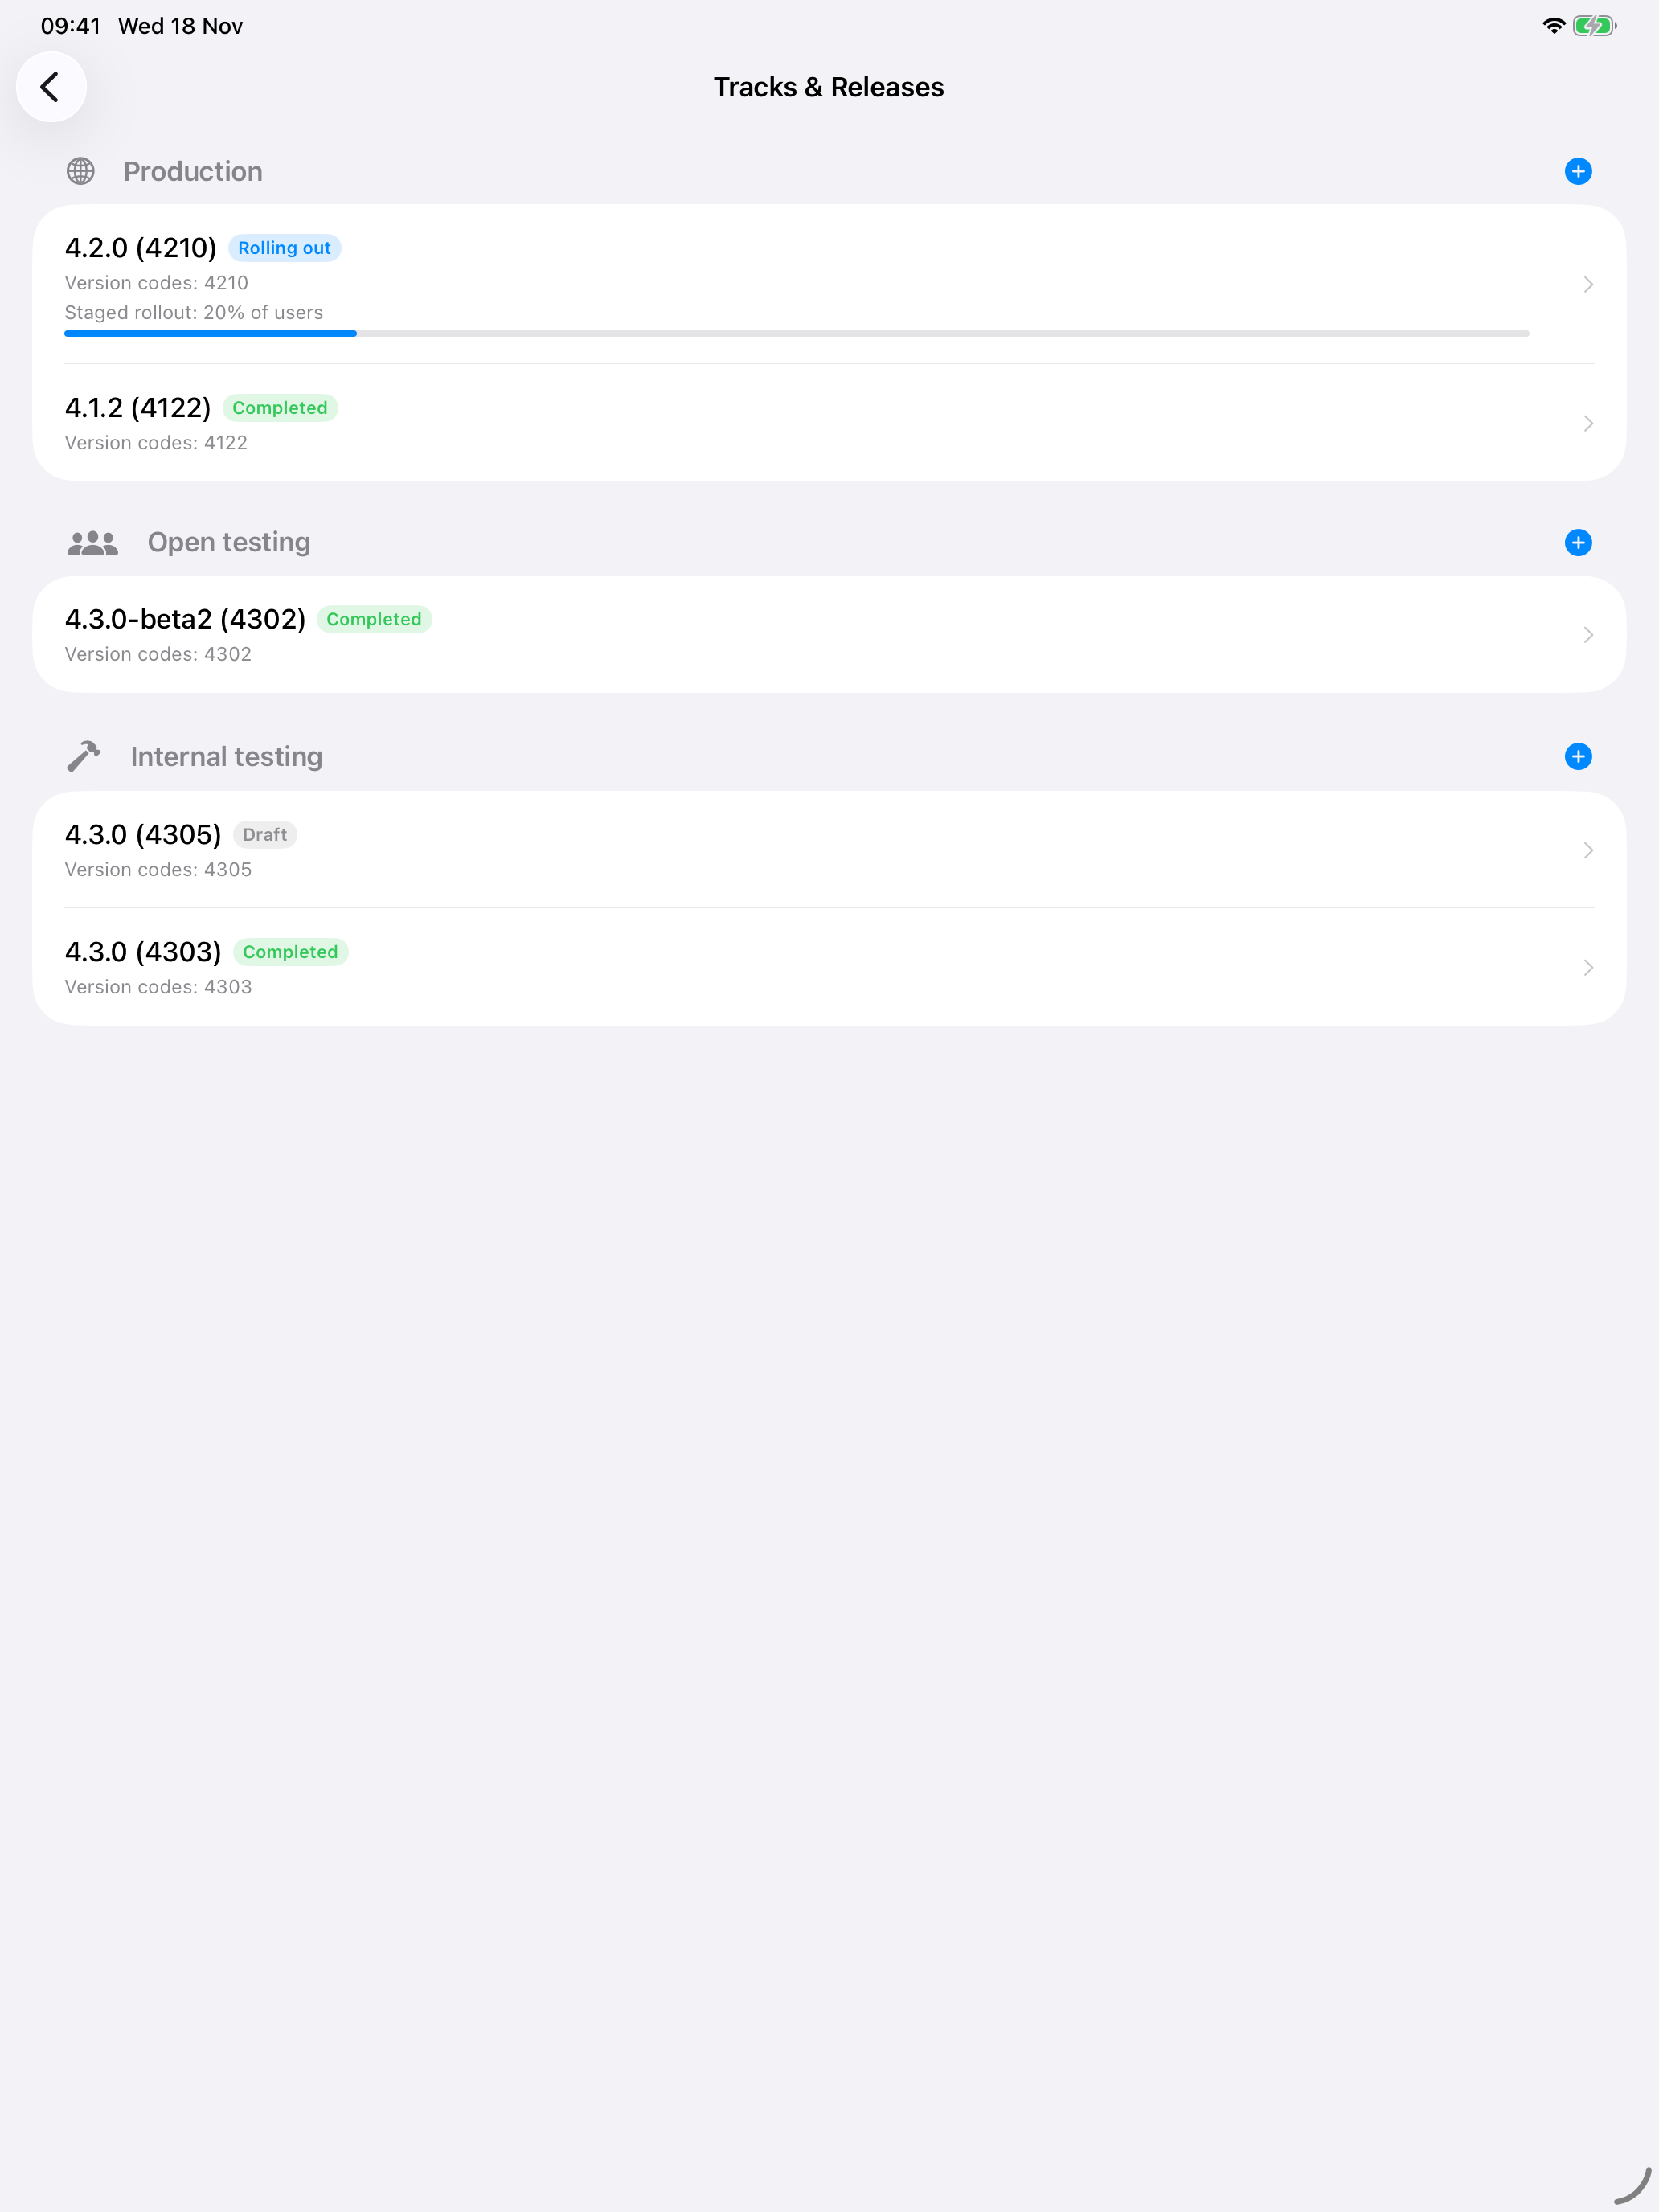 09:41 Wed 18 Nov
Tracks & Releases
Production
4.2.0 (4210) Rolling out
Version codes: 4210
Staged rollout: 20% of users
4.1.2 (4122) Completed
Version codes: 4122
Open testing
4.3.0-beta2 (4302) Completed
Version codes: 4302
Internal testing
4.3.0 (4305) Draft
Version codes: 4305
4.3.0 (4303) Completed
Version codes: 4303